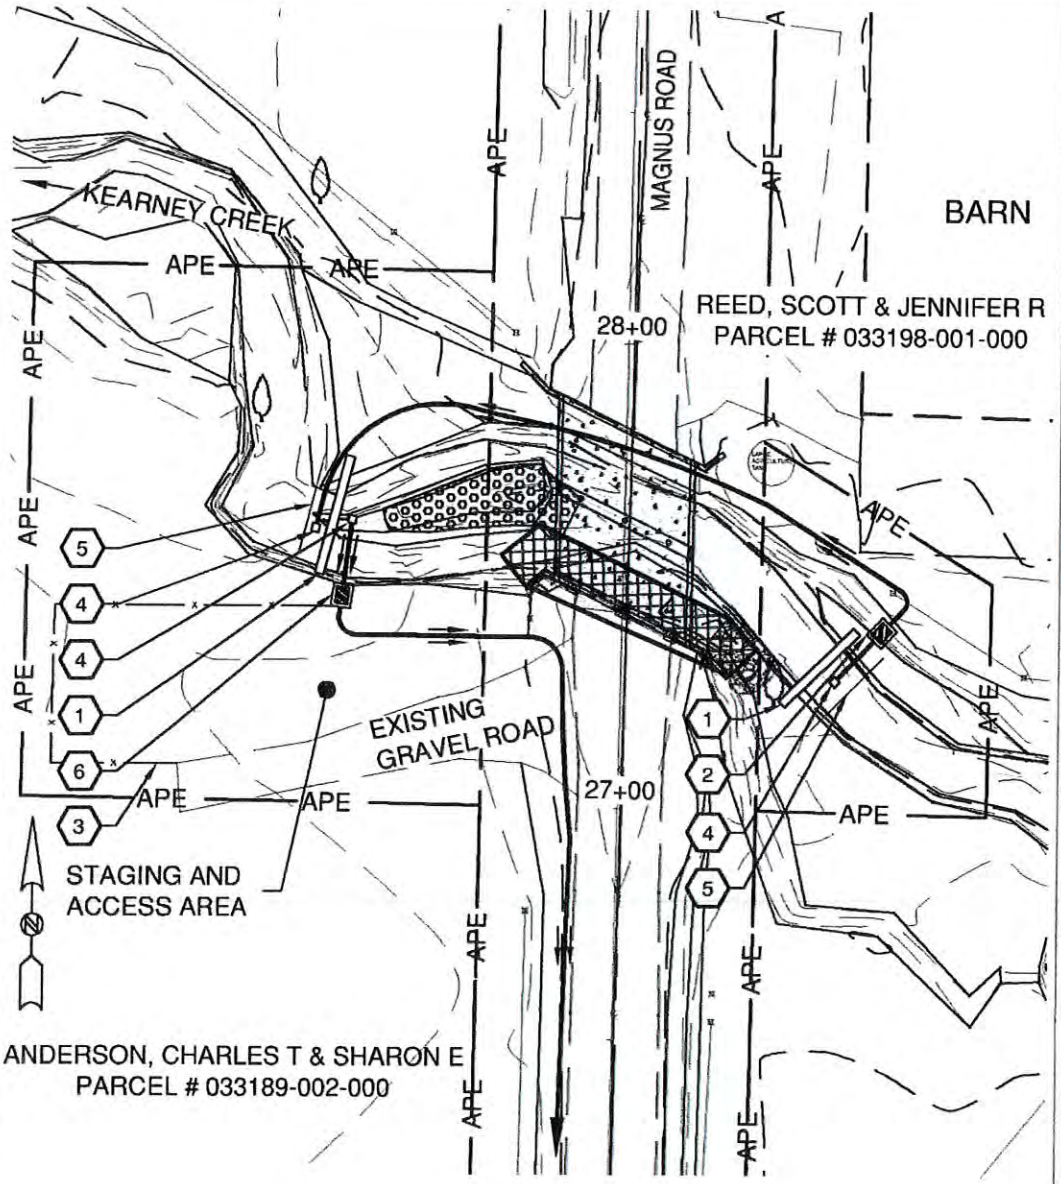 A
APE
MAGNUS ROAD
APE
KEARNEY CREEK
BARN
APE
APE
REED, SCOTT & JENNIFER R
PARCEL # 033198-001-000
28+00
APE
APE
APE
5
4
4
1
6
3
APE
EXISTING
GRAVEL ROAD
APE
APE
27+00
1
2
4
5
APE
APE
STAGING AND
ACCESS AREA
APE
APE
ANDERSON, CHARLES T & SHARON E
PARCEL # 033189-002-000
APE
APE